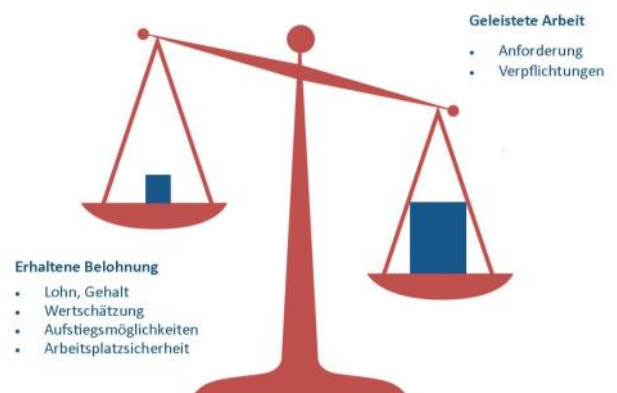 Geleistete Arbeit
• Anforderung
• Verpflichtungen
Erhaltene Belohnung
• Lohn, Gehalt
• Wertschätzung
• Aufstiegsmöglichkeiten
• Arbeitsplatzsicherheit